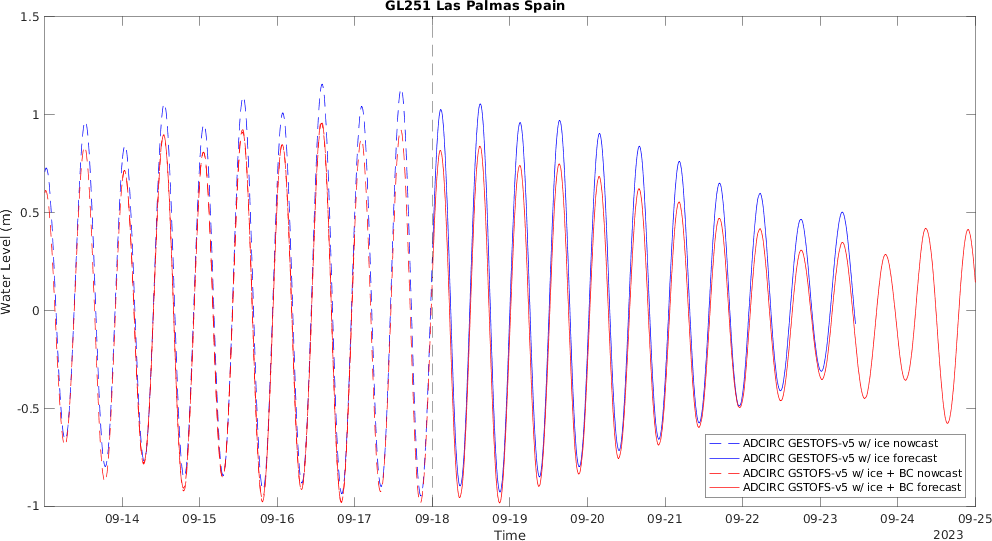 GL251 Las Palmas Spain
1.5
1
0.5
0
-0.5
-1
Water Level (m)
09-14 09-15 09-16 09-17 09-18 09-19 09-20 09-21 09-22 09-23 09-24 09-25
Time
2023
ADCIRC GESTOFS-v5 w/ ice nowcast
ADCIRC GESTOFS-v5 w/ ice forecast
ADCIRC GSTOFS-v5 w/ ice + BC nowcast
ADCIRC GSTOFS-v5 w/ ice + BC forecast